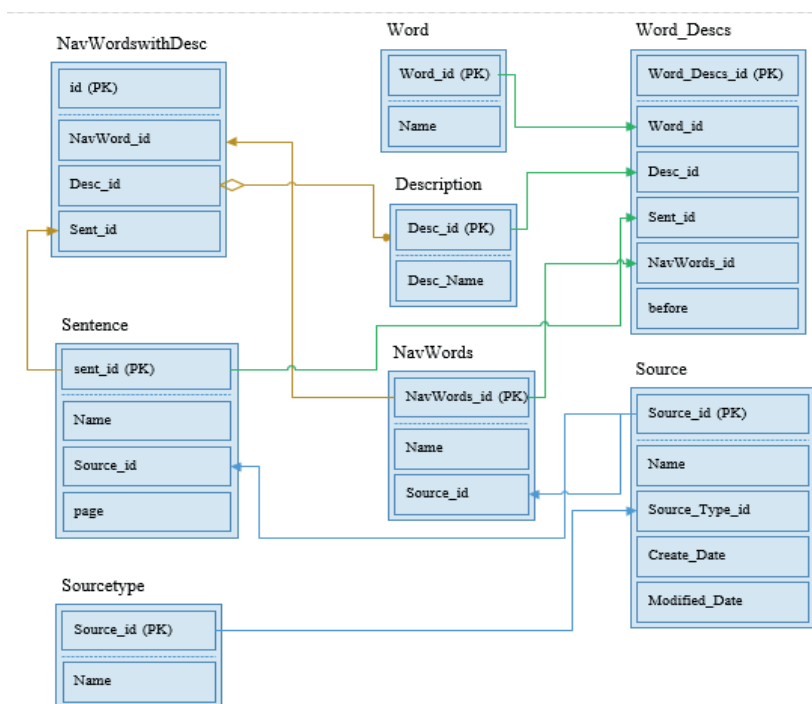 NavWordswithDesc
id (PK)
NavWord_id
Desc_id
Sent_id
Word
Word_id (PK)
Name
Word_Descs
Word_Descs_id (PK)
Word_id
Desc_id
Sent_id
NavWords_id
before
Description
Desc_id (PK)
Desc_Name
Sentence
sent_id (PK)
Name
Source_id
page
NavWords
NavWords_id (PK)
Name
Source_id
Source
Source_id (PK)
Name
Source_Type_id
Create_Date
Modified_Date
Sourcetype
Source_id (PK)
Name